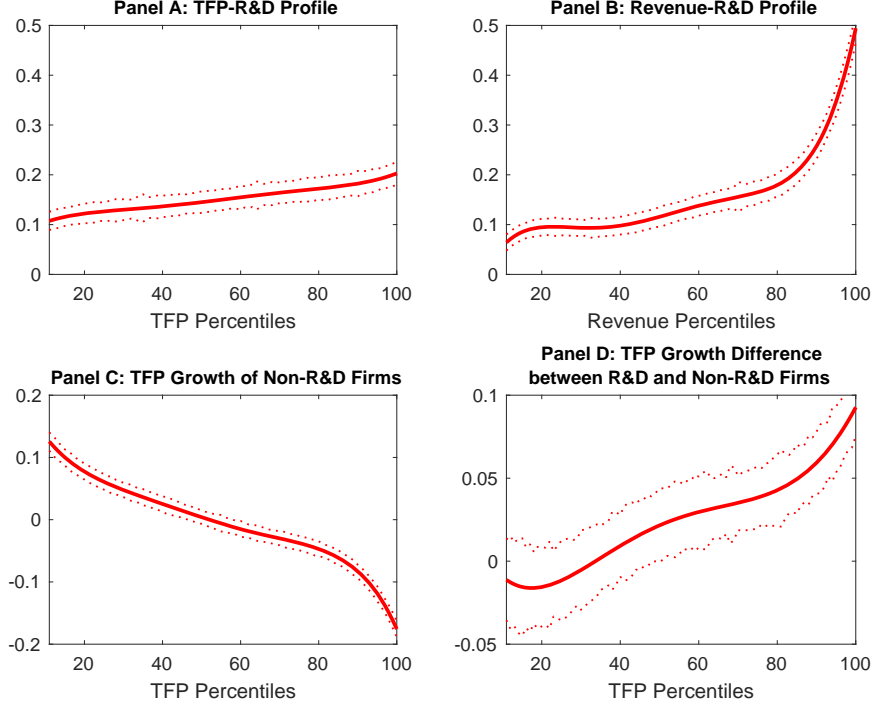 Panel A: TFP-R&D Profile
0.5
0.4
0.3
0.2
0.1
0
20 40 60 80 100
TFP Percentiles
Panel B: Revenue-R&D Profile
0.5
0.4
0.3
0.2
0.1
0
20 40 60 80 100
Revenue Percentiles
Panel C: TFP Growth of Non-R&D Firms
0.2
0.1
0
-0.1
-0.2
20 40 60 80 100
TFP Percentiles
Panel D: TFP Growth Difference
between R&D and Non-R&D Firms
0.1
0.05
0
-0.05
20 40 60 80 100
TFP Percentiles